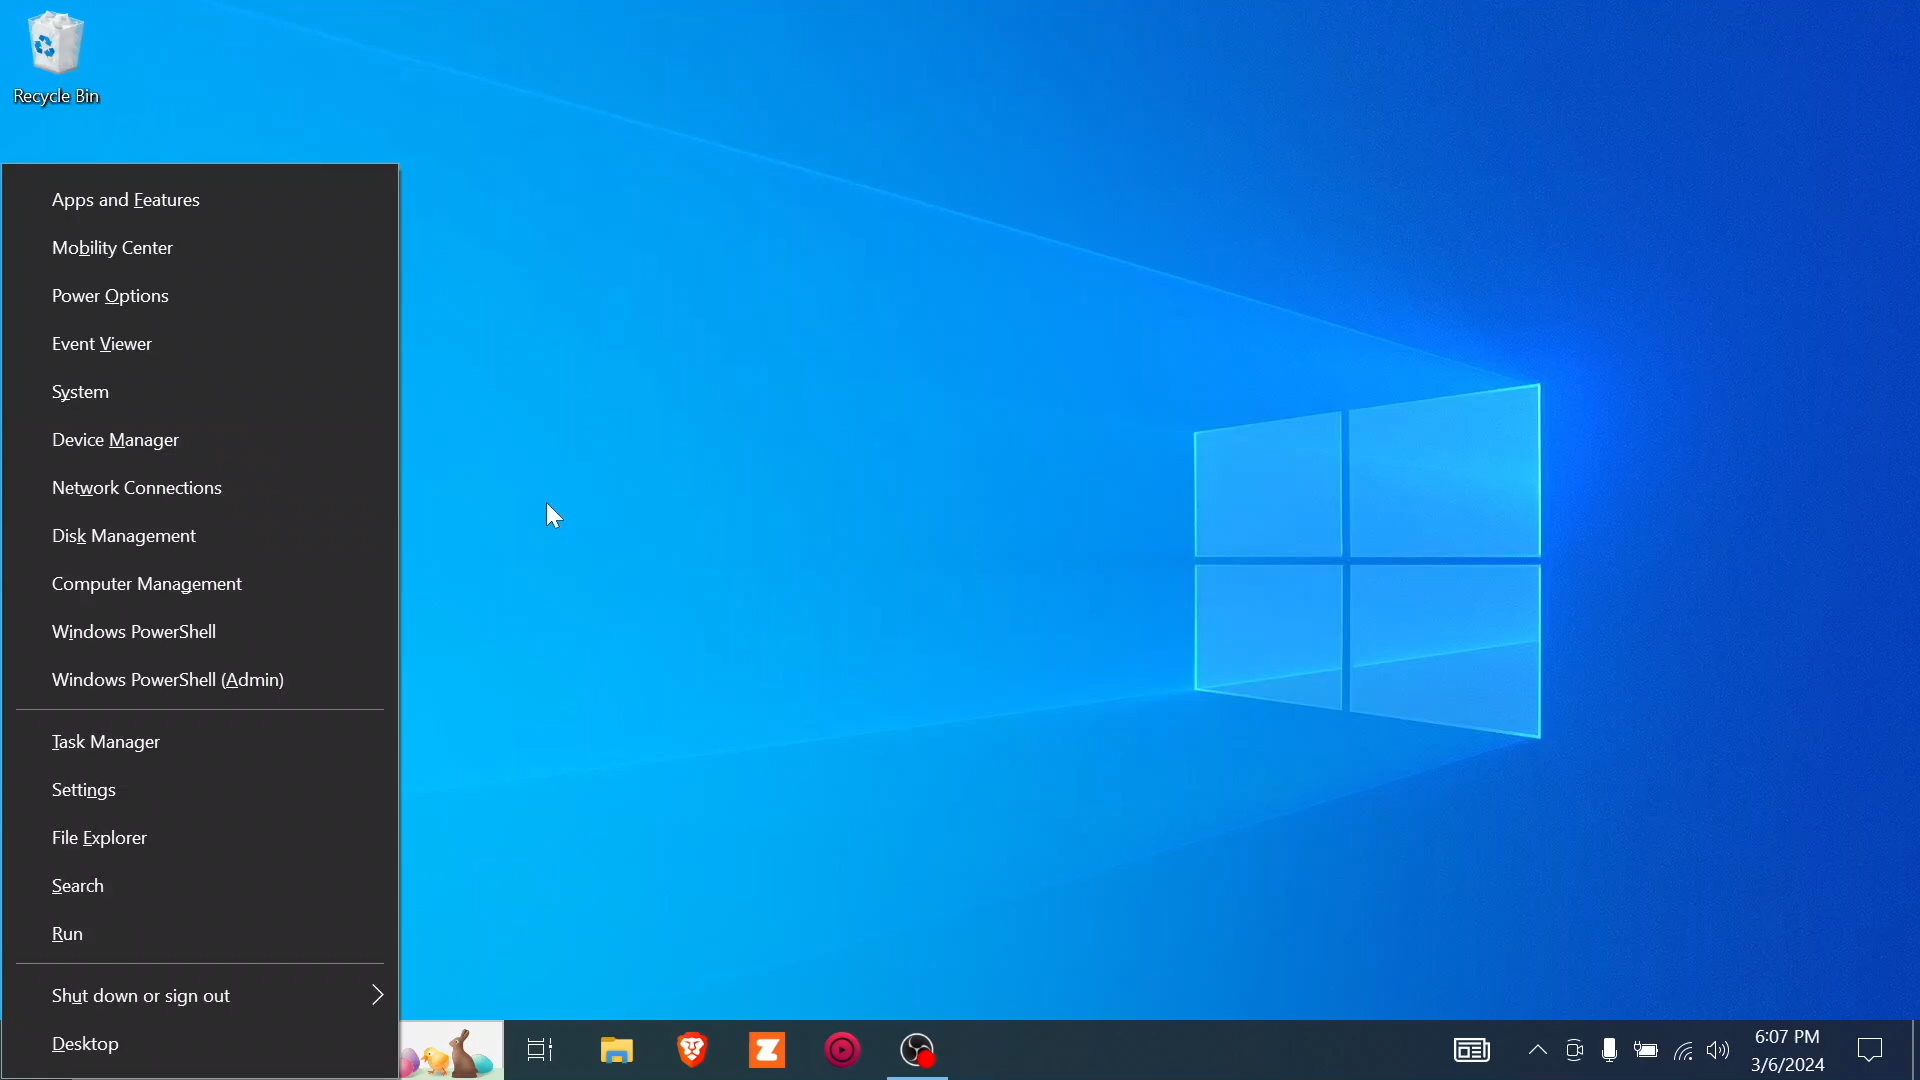 Recycle Bin
Apps and Features
Mobility Center
Power Options
Event Viewer
System
Device Manager
Network Connections
Disk Management
Computer Management
Windows PowerShell
Windows PowerShell (Admin)
Task Manager
Settings
File Explorer
Search
Run
Shut down or sign out
Desktop
6:07 PM
3/6/2024